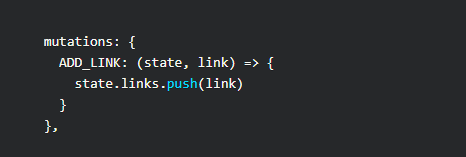 mutations: {
  ADD_LINK: (state, link) => {
    state.links.push(link)
  }
},